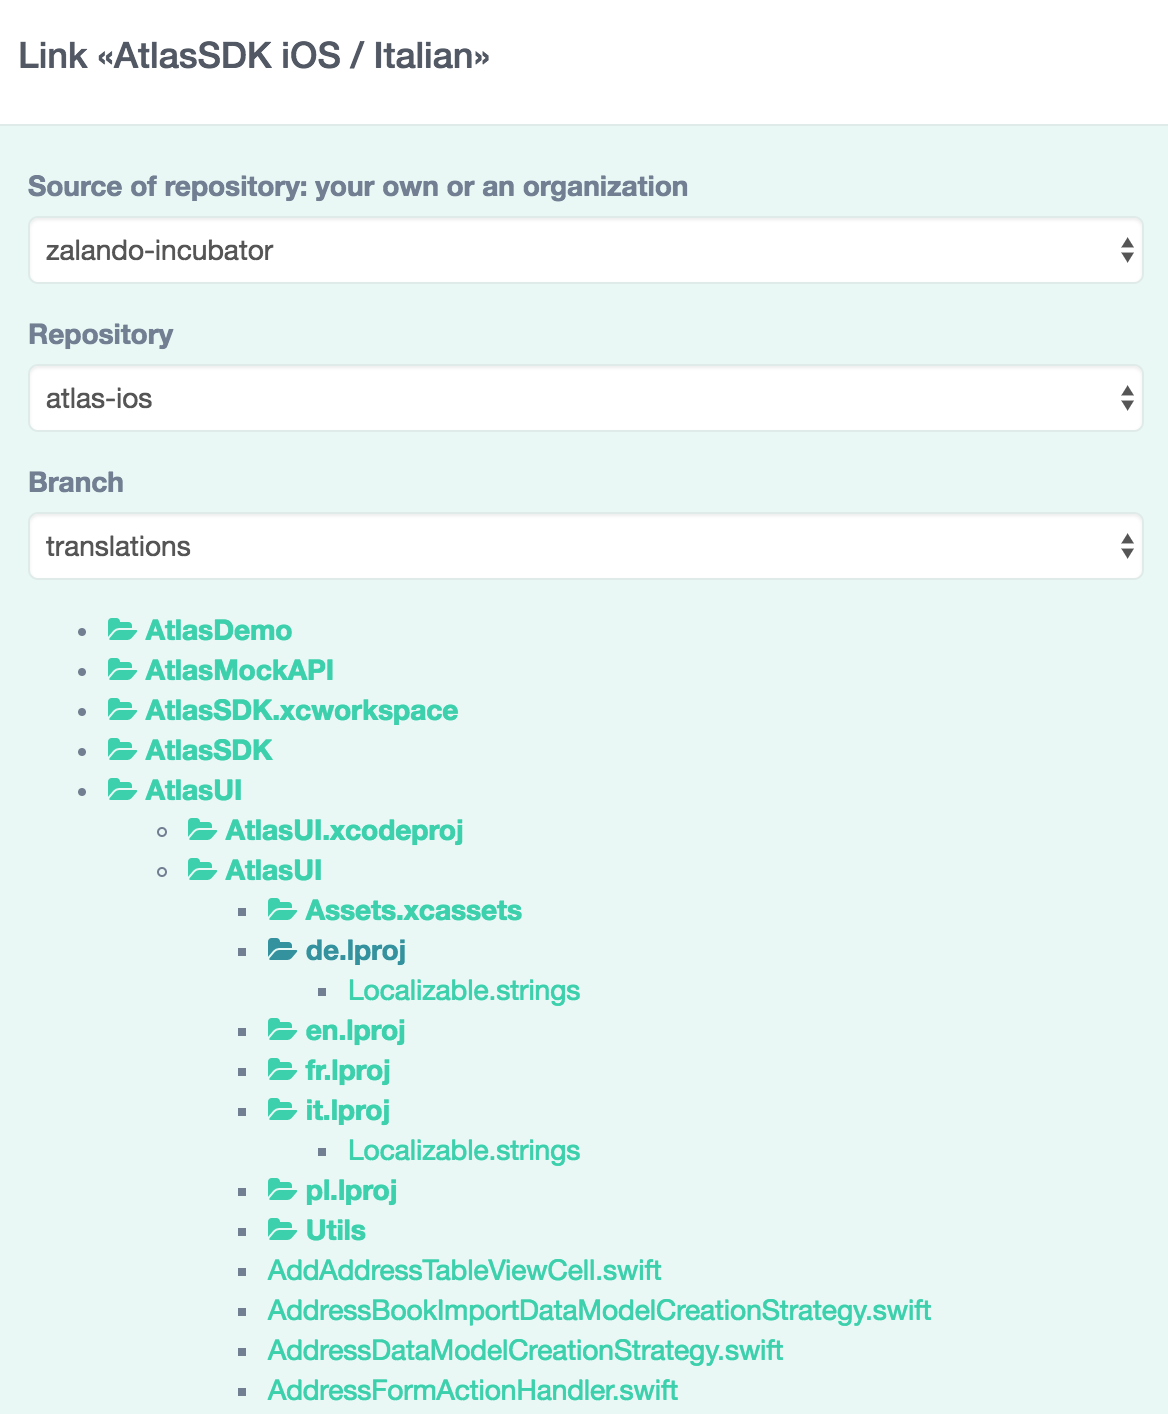 Link «AtlasSDK iOS / Italian»
Source of repository: your own or an organization
zalando-incubator
Repository
atlas-ios
Branch
translations
AtlasDemo
AtlasMockAPI
AtlasSDK.xcworkspace
AtlasSDK
AtlasUI
AtlasUI.xcodeproj
AtlasUI
Assets.xcassets
de.lproj
Localizable.strings
en.lproj
fr.lproj
it.lproj
Localizable.strings
pl.lproj
Utils
AddAddressTableViewCell.swift
AddressBookImportDataModelCreationStrategy.swift
AddressDataModelCreationStrategy.swift
AddressFormActionHandler.swift